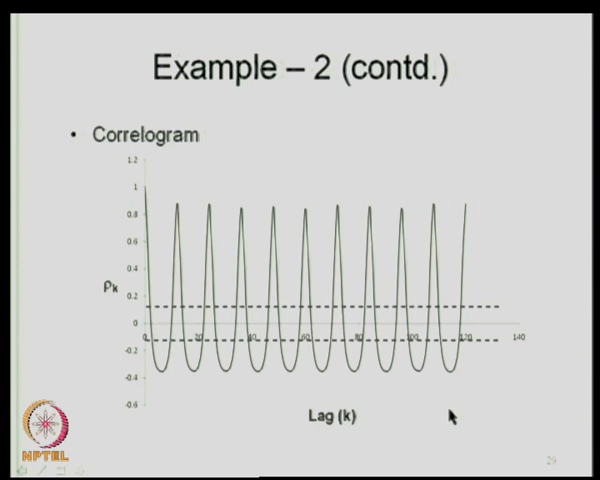 Example – 2 (contd.)
• Correlogram
1.2
1
0.8
0.6
0.4
ρk 0.2
0
0 20 40 60 80 100 120 140
-0.2
-0.4
-0.6
Lag (k)
NPTEL
29